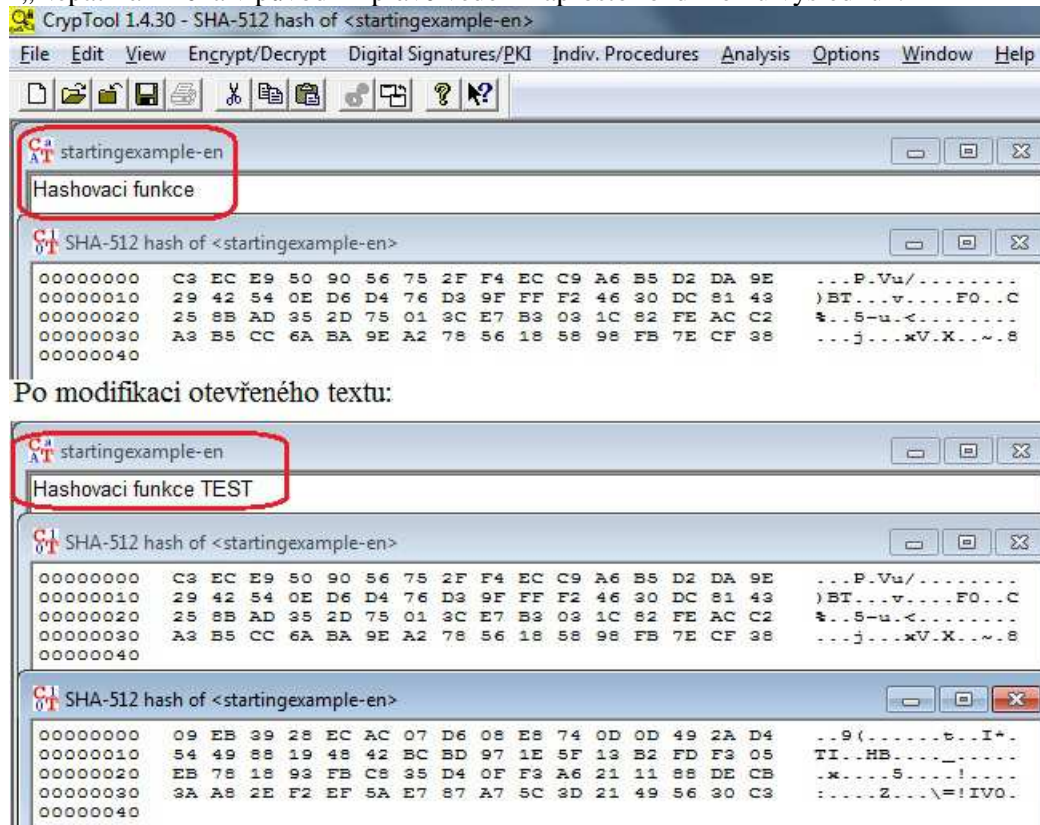 CrypTool 1.4.30 - SHA-512 hash of <startingexample-en>
File Edit View Encrypt/Decrypt Digital Signatures/PKI Indiv. Procedures Analysis Options Window Help
startingexample-en
Hashovaci funkce
SHA-512 hash of <startingexample-en>
00000000 C3 EC E9 50 90 56 75 2F F4 EC C9 A6 B5 D2 DA 9E ...P.Vu/........
00000010 29 42 54 0E D6 D4 76 D3 9F FF F2 46 30 DC 81 43 )BT...v....F0..C
00000020 25 8B AD 35 2D 75 01 3C E7 B3 03 1C 82 FE AC C2 %..5-u.<........
00000030 A3 B5 CC 6A BA 9E A2 78 56 18 58 98 FB 7E CF 38 ...j...xV.X..~.8
00000040
Po modifikaci otevřeného textu:
startingexample-en
Hashovaci funkce TEST
SHA-512 hash of <startingexample-en>
00000000 C3 EC E9 50 90 56 75 2F F4 EC C9 A6 B5 D2 DA 9E ...P.Vu/........
00000010 29 42 54 0E D6 D4 76 D3 9F FF F2 46 30 DC 81 43 )BT...v....F0..C
00000020 25 8B AD 35 2D 75 01 3C E7 B3 03 1C 82 FE AC C2 %..5-u.<........
00000030 A3 B5 CC 6A BA 9E A2 78 56 18 58 98 FB 7E CF 38 ...j...xV.X..~.8
00000040
SHA-512 hash of <startingexample-en>
00000000 09 EB 39 28 EC AC 07 D6 08 E8 74 0D 0D 49 2A D4 ..9(......t..I*.
00000010 54 49 88 19 48 42 BC BD 97 1E 5F 13 B2 FD F3 05 TI..HB...._.....
00000020 EB 78 18 93 FB C8 35 D4 0F F3 A6 21 11 88 DE CB .x....5....!....
00000030 3A A8 2E F2 EF 5A E7 87 A7 5C 3D 21 49 56 30 C3 :....Z...\=!IV0.
00000040